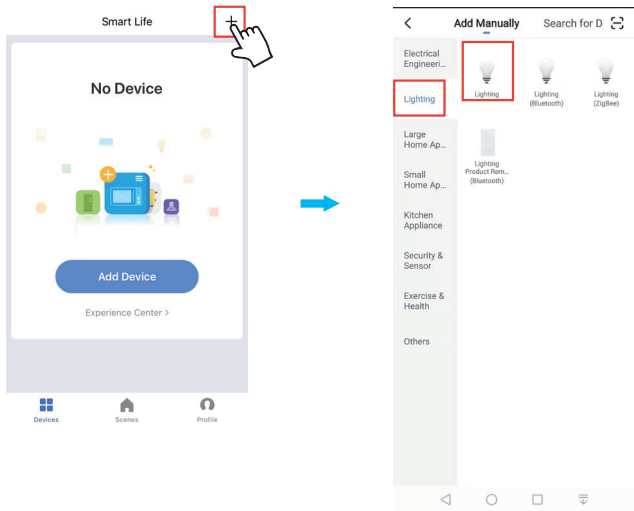 Smart Life
+
No Device
Add Device
Experience Center >
Devices
Scenes
Profile
Add Manually
Search for D
Electrical
Engineeri...
Lighting
Large
Home Ap...
Small
Home Ap...
Kitchen
Appliance
Security &
Sensor
Exercise &
Health
Others
Lighting
Lighting
(Bluetooth)
Lighting
(ZigBee)
Lighting
Product Rem...
(Bluetooth)